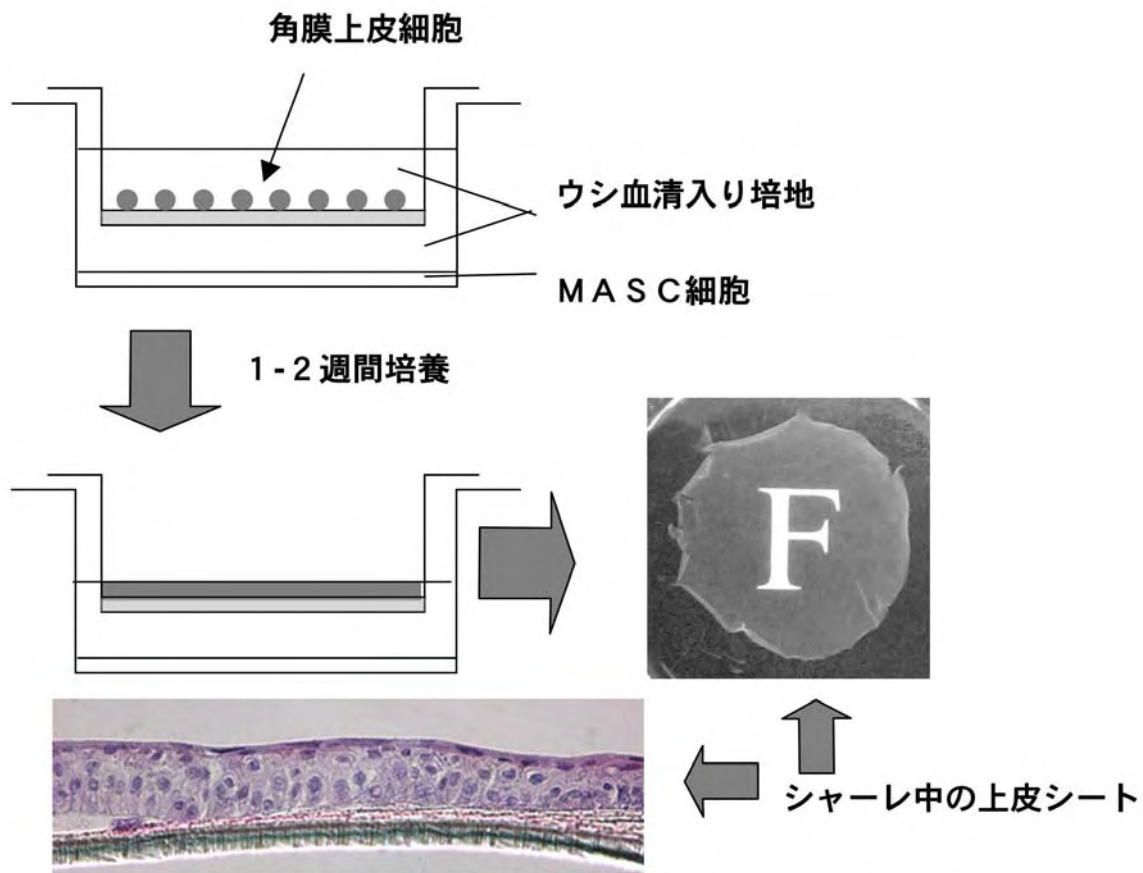 角膜上皮細胞
ウシ血清入り培地
ＭＡＳＣ細胞
１-２週間培養
F
シャーレ中の上皮シート